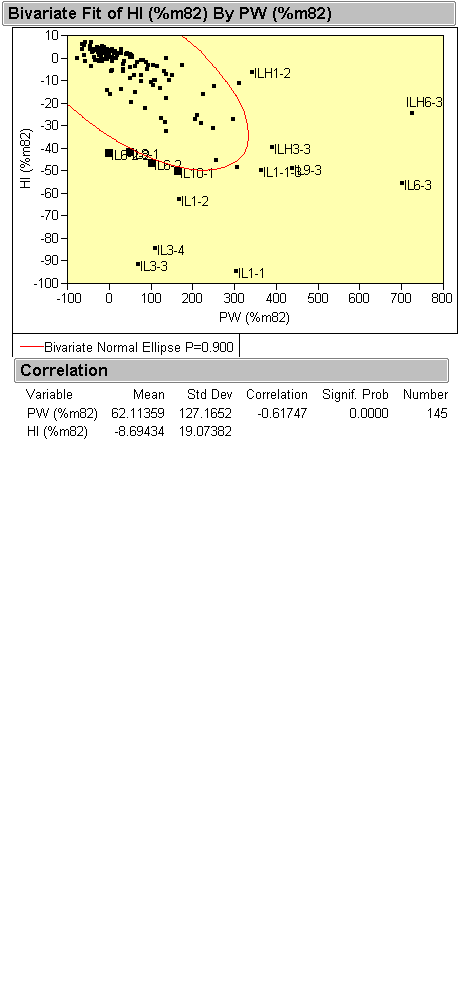 Bivariate Fit of HI (%m82) By PW (%m82)
10
0
-10
-20
-30
-40
-50
-60
-70
-80
-90
-100
HI (%m82)
ILH1-2
ILH6-3
ILH3-3
IL6-2
IL10-1
IL9-3
IL6-3
IL1-2
IL3-4
IL3-3
IL1-1
-100 0 100 200 300 400 500 600 700 800
PW (%m82)
Bivariate Normal Ellipse P=0.900
Correlation
Variable Mean Std Dev Correlation Signif. Prob Number
PW (%m82) 62.11359 127.1652 -0.61747 0.0000 145
HI (%m82) -8.69434 19.07382